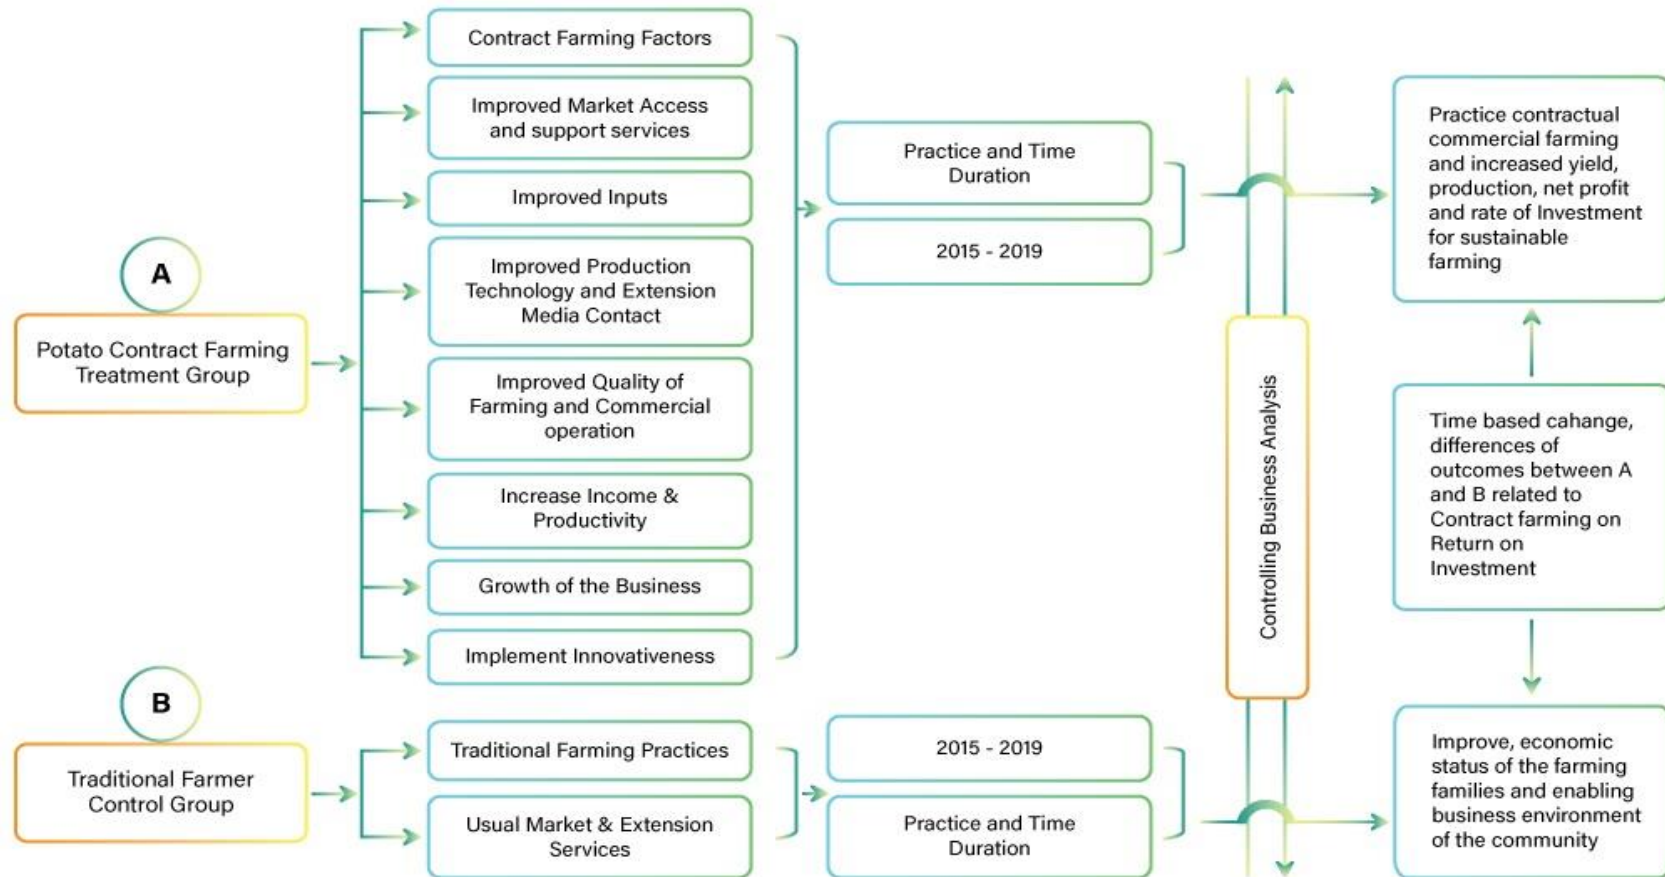 A
Potato Contract Farming
Treatment Group
Contract Farming Factors
Improved Market Access
and support services
Improved Inputs
Improved Production
Technology and Extension
Media Contact
Improved Quality of
Farming and Commercial
operation
Increase Income &
Productivity
Growth of the Business
Implement Innovativeness
Practice and Time
Duration
2015 - 2019
B
Traditional Farmer
Control Group
Traditional Farming Practices
Usual Market & Extension
Services
2015 - 2019
Practice and Time
Duration
Controlling Business Analysis
Practice contractual
commercial farming
and increased yield,
production, net profit
and rate of Investment
for sustainable
farming
Time based cahange,
differences of
outcomes between A
and B related to
Contract farming on
Return on
Investment
Improve, economic
status of the farming
families and enabling
business environment
of the community